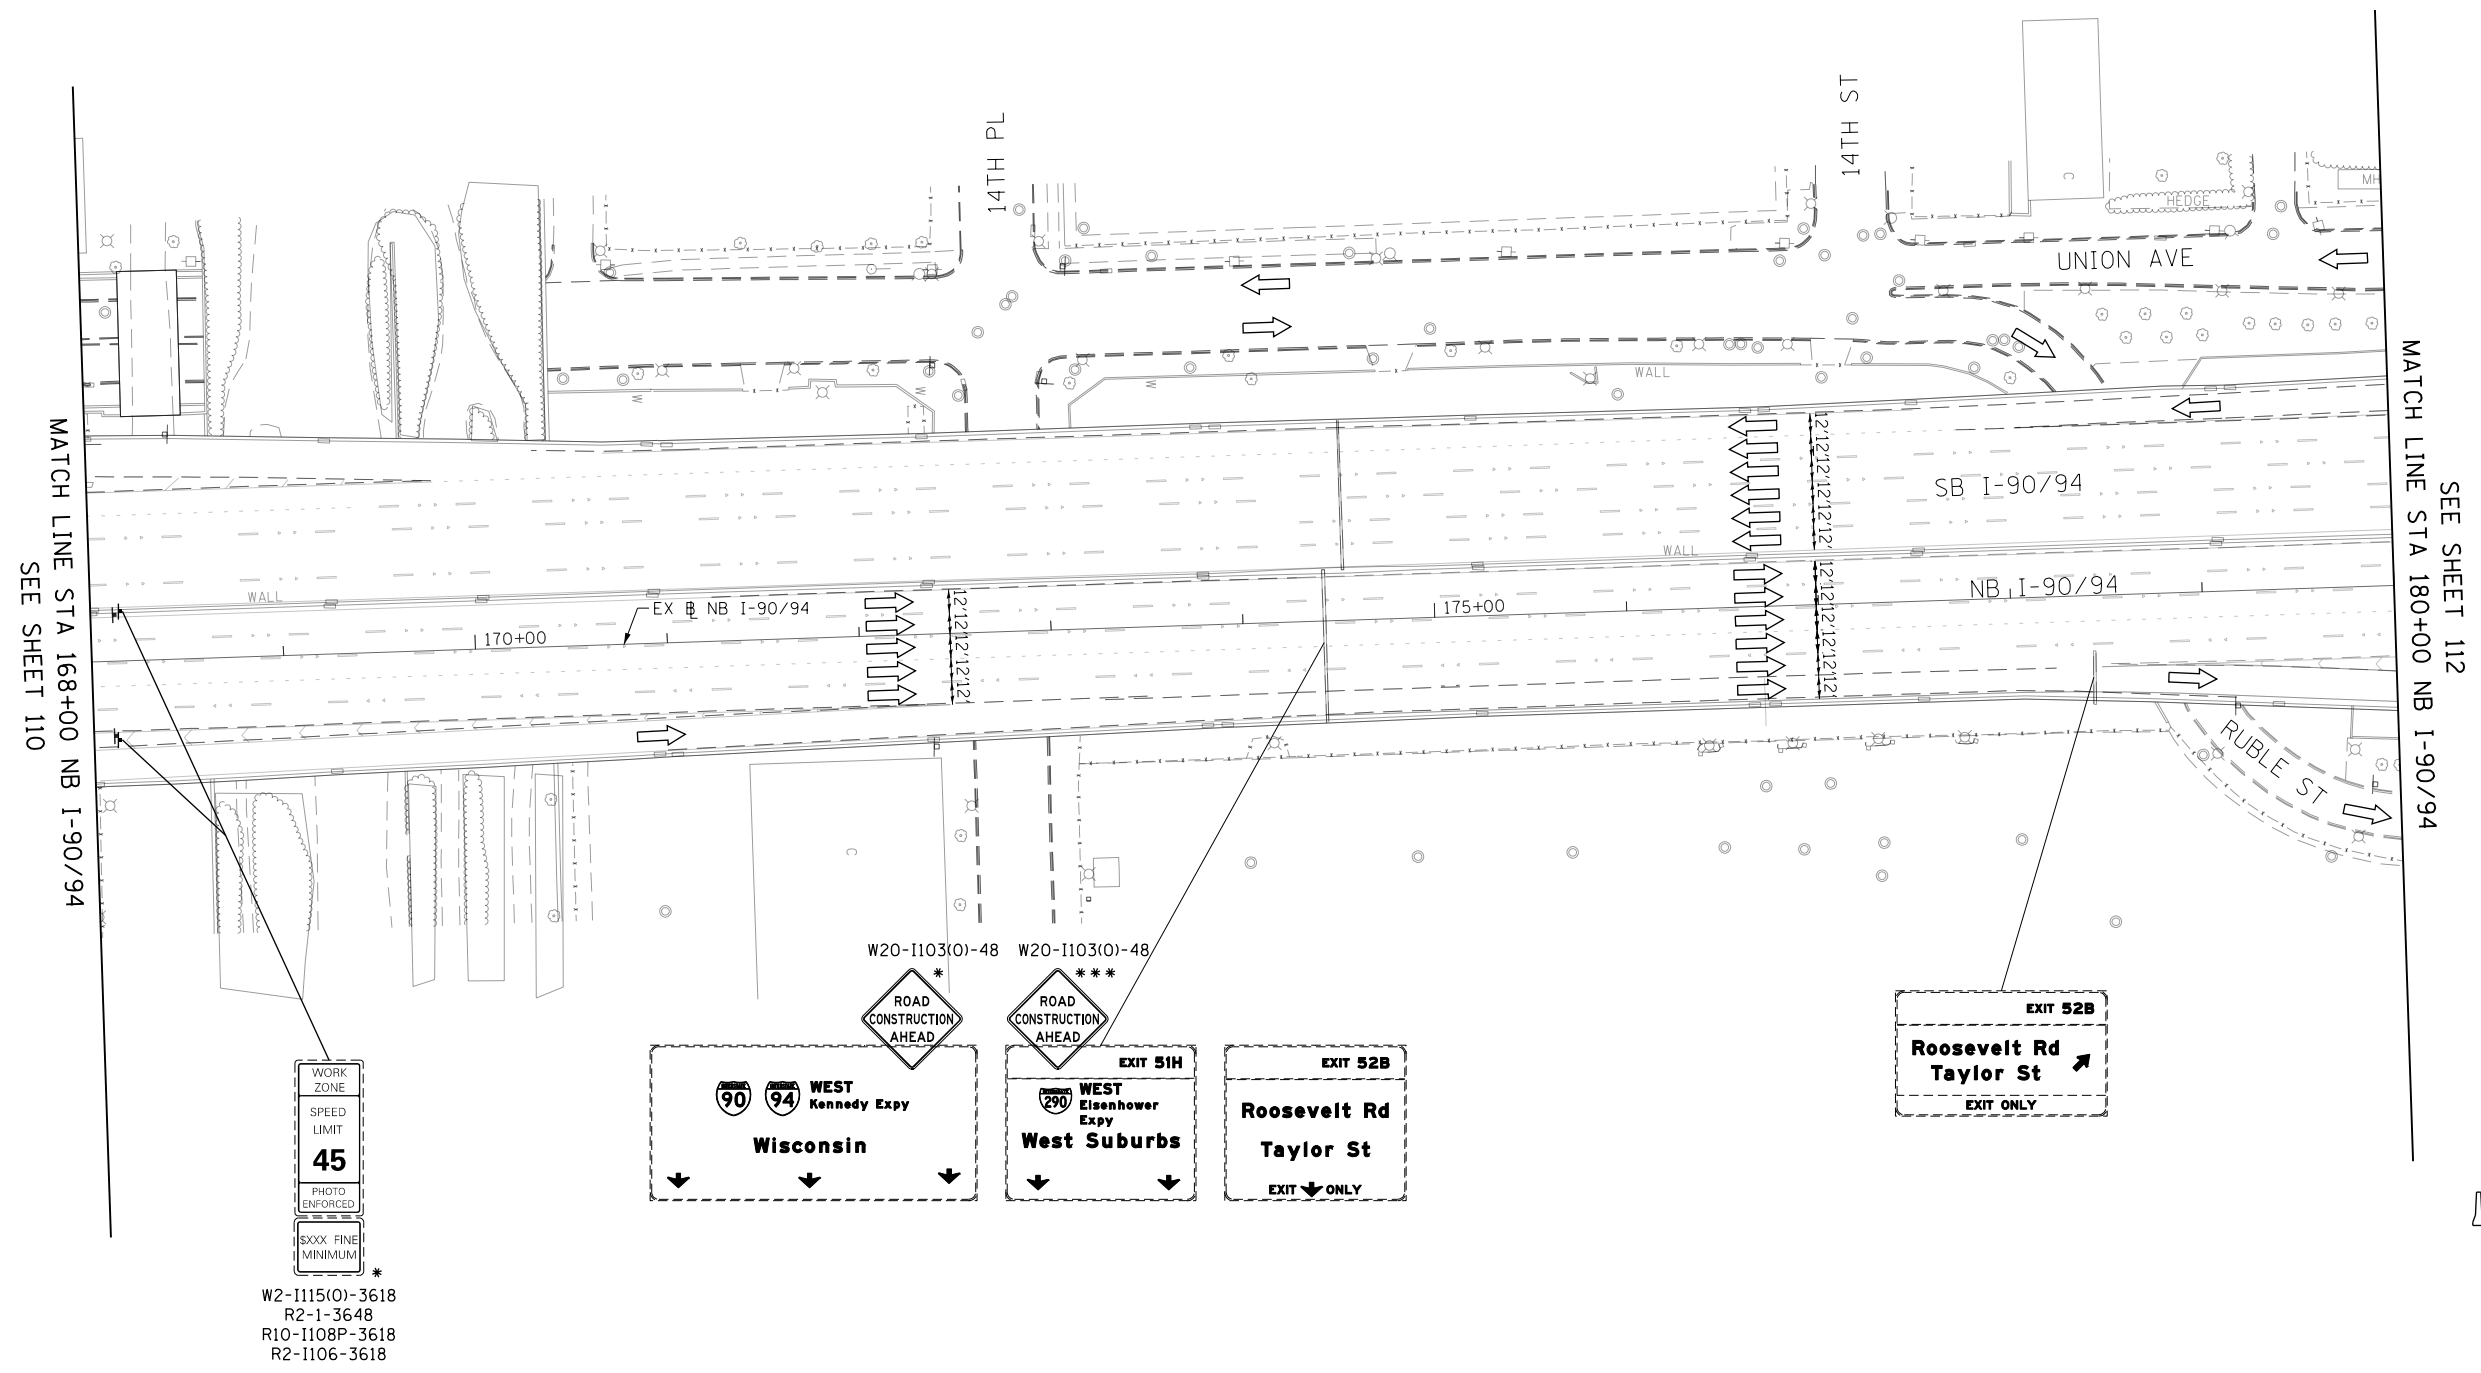 14TH PL
14TH ST
C
MH
HEDGE
UNION AVE
WALL
W
W
SB I-90/94
WALL
12'12'12'12'12'12'
WALL
EX B NB I-90/94
170+00
175+00
12'12'12'12'12'
NB I-90/94
12'12'12'12'12'12'
RUBLE ST
C
MATCH LINE STA 168+00 NB I-90/94
SEE SHEET 110
MATCH LINE STA 180+00 NB I-90/94
SEE SHEET 112
W20-I103(O)-48
*
ROAD
CONSTRUCTION
AHEAD
W20-I103(O)-48
***
ROAD
CONSTRUCTION
AHEAD
INTERSTATE
90
INTERSTATE
94
WEST
Kennedy Expy
Wisconsin
EXIT 51H
INTERSTATE
290
WEST
Eisenhower
Expy
West Suburbs
EXIT 52B
Roosevelt Rd
Taylor St
EXIT ONLY
EXIT 52B
Roosevelt Rd
Taylor St
EXIT ONLY
WORK
ZONE
SPEED
LIMIT
45
PHOTO
ENFORCED
$XXX FINE
MINIMUM
*
W2-I115(O)-3618
R2-1-3648
R10-I108P-3618
R2-I106-3618